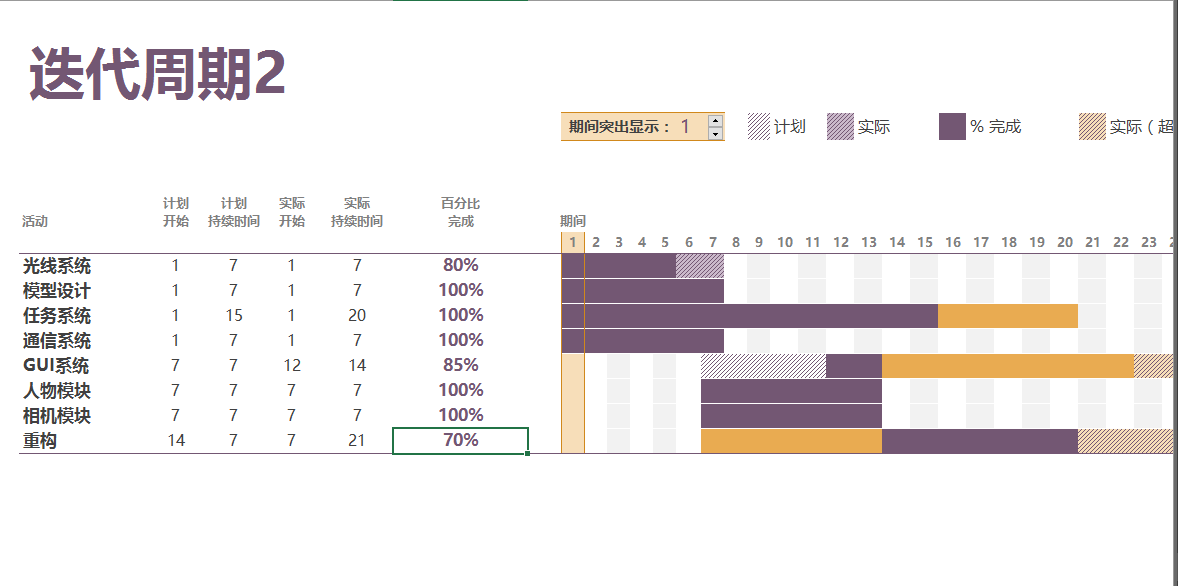 迭代周期2
期间突出显示： 1 计划 实际 % 完成 实际（超
计划 计划 实际 实际 百分比
活动 开始 持续时间 开始 持续时间 完成 期间
1 2 3 4 5 6 7 8 9 10 11 12 13 14 15 16 17 18 19 20 21 22 23
光线系统 1 7 1 7 80%
模型设计 1 7 1 7 100%
任务系统 1 15 1 20 100%
通信系统 1 7 1 7 100%
GUI系统 7 7 12 14 85%
人物模块 7 7 7 7 100%
相机模块 7 7 7 7 100%
重构 14 7 7 21 70%